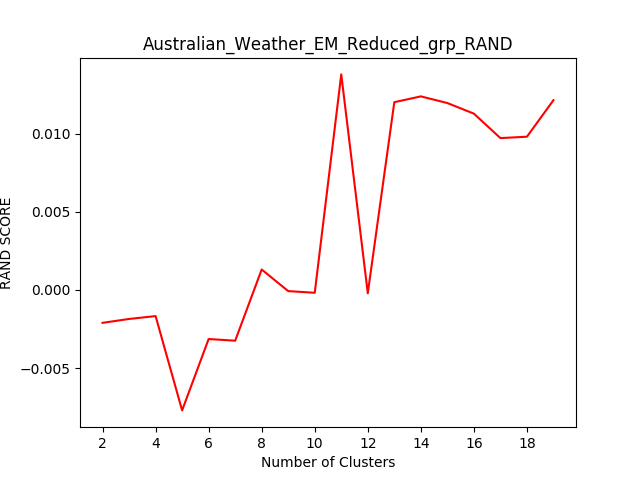 Australian_Weather_EM_Reduced_grp_RAND
RAND SCORE
0.010
0.005
0.000
−0.005
2 4 6 8 10 12 14 16 18
Number of Clusters